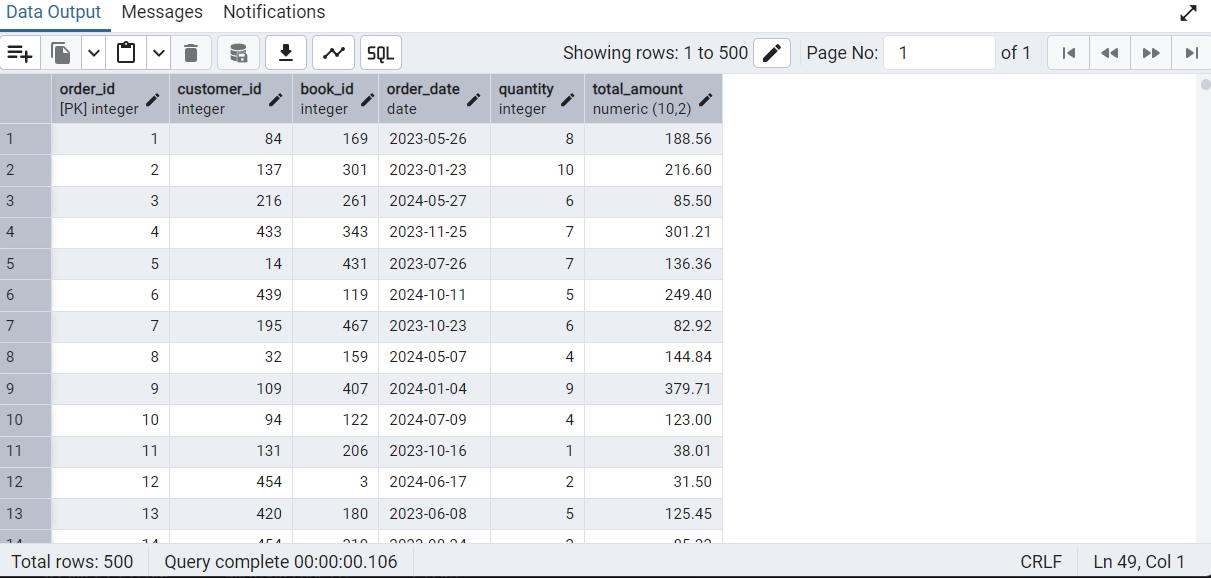 Data Output Messages Notifications
SQL Showing rows: 1 to 500 Page No: 1 of 1
order_id customer_id book_id order_date quantity total_amount
[PK] integer integer integer date integer numeric (10,2)
1 1 84 169 2023-05-26 8 188.56
2 2 137 301 2023-01-23 10 216.60
3 3 216 261 2024-05-27 6 85.50
4 4 433 343 2023-11-25 7 301.21
5 5 14 431 2023-07-26 7 136.36
6 6 439 119 2024-10-11 5 249.40
7 7 195 467 2023-10-23 6 82.92
8 8 32 159 2024-05-07 4 144.84
9 9 109 407 2024-01-04 9 379.71
10 10 94 122 2024-07-09 4 123.00
11 11 131 206 2023-10-16 1 38.01
12 12 454 3 2024-06-17 2 31.50
13 13 420 180 2023-06-08 5 125.45
Total rows: 500 Query complete 00:00:00.106 CRLF Ln 49, Col 1